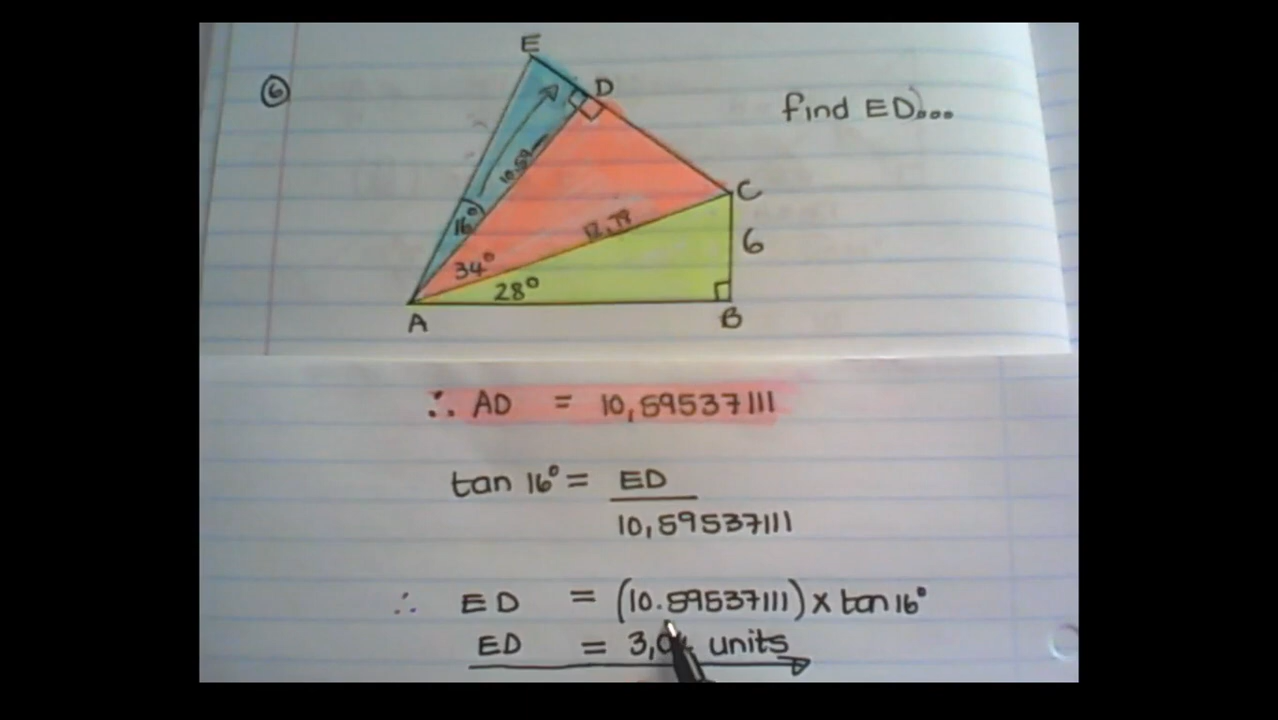 6
E
D
find ED...
10.59
C
16°
12,78
6
34°
28°
A
B
∴ AD = 10,59537111
tan 16° = ED
10,59537111
∴ ED = (10.59537111) x tan 16°
ED = 3,04 units